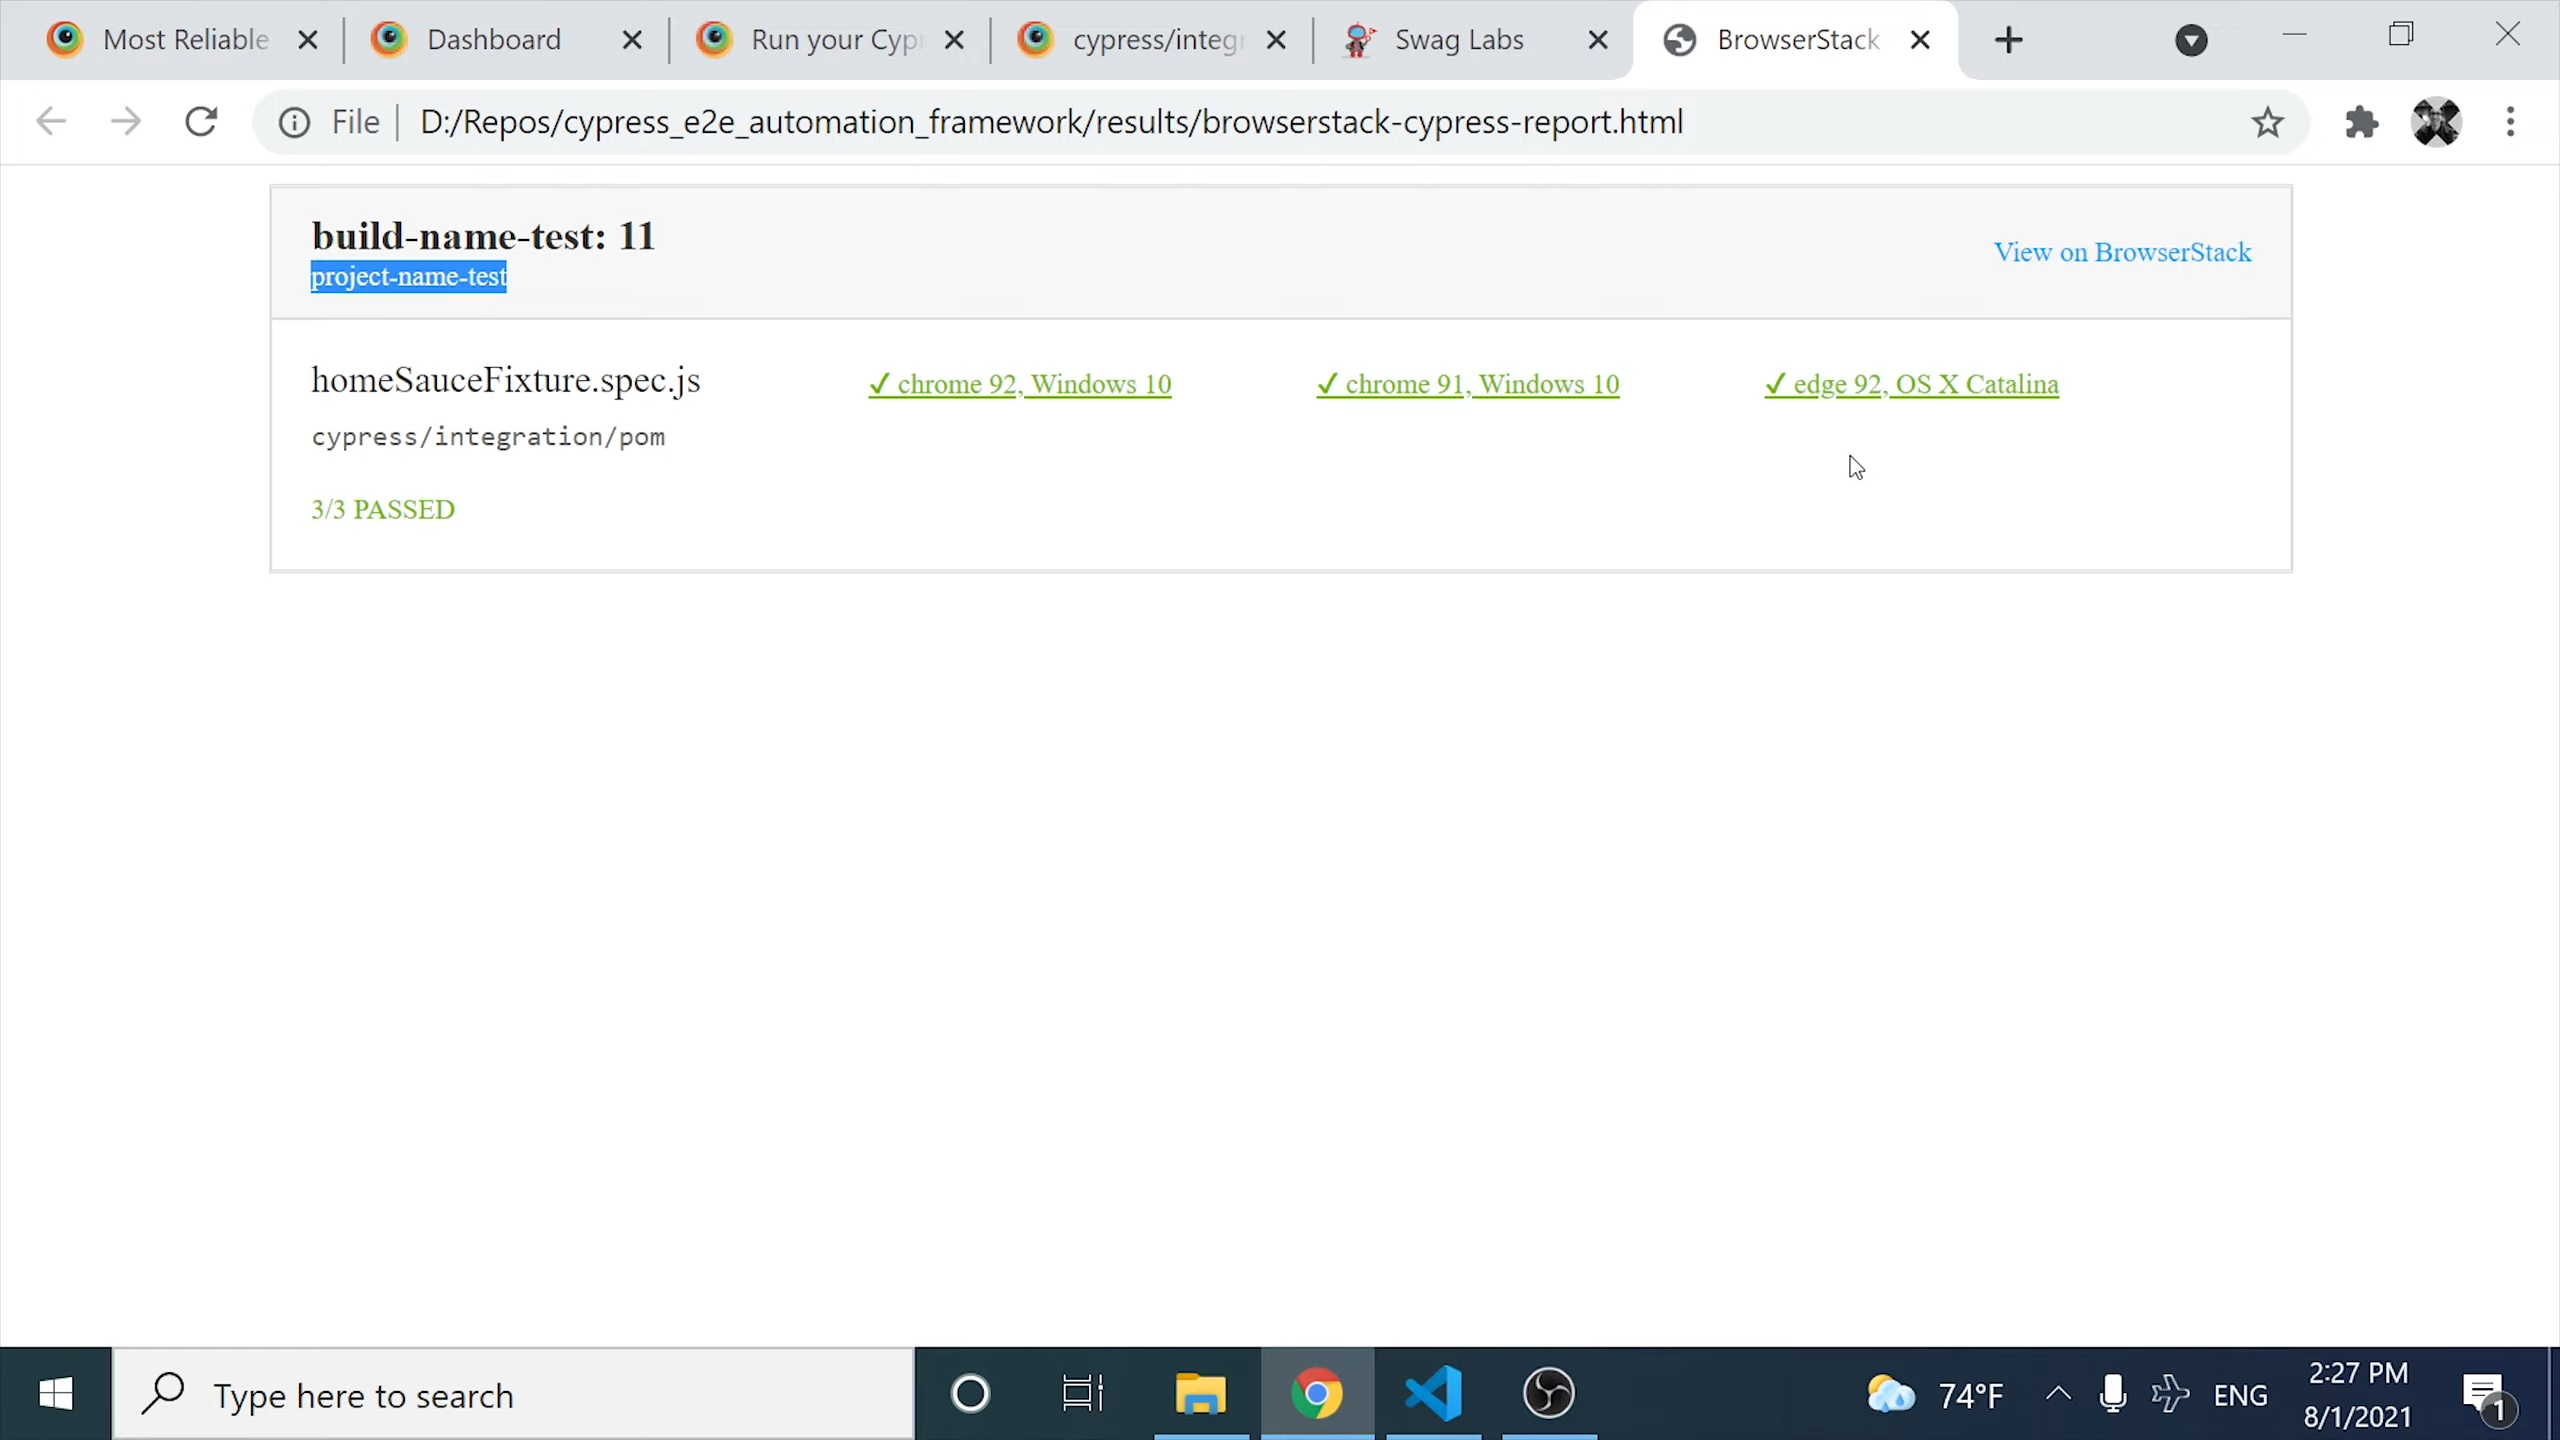 Most Reliable
Dashboard
Run your Cyp
cypress/integ
Swag Labs
BrowserStack
File
D:/Repos/cypress_e2e_automation_framework/results/browserstack-cypress-report.html
build-name-test: 11
project-name-test
View on BrowserStack
homeSauceFixture.spec.js
✓ chrome 92, Windows 10
✓ chrome 91, Windows 10
✓ edge 92, OS X Catalina
cypress/integration/pom
3/3 PASSED
Type here to search
74°F
ENG
2:27 PM
8/1/2021
1